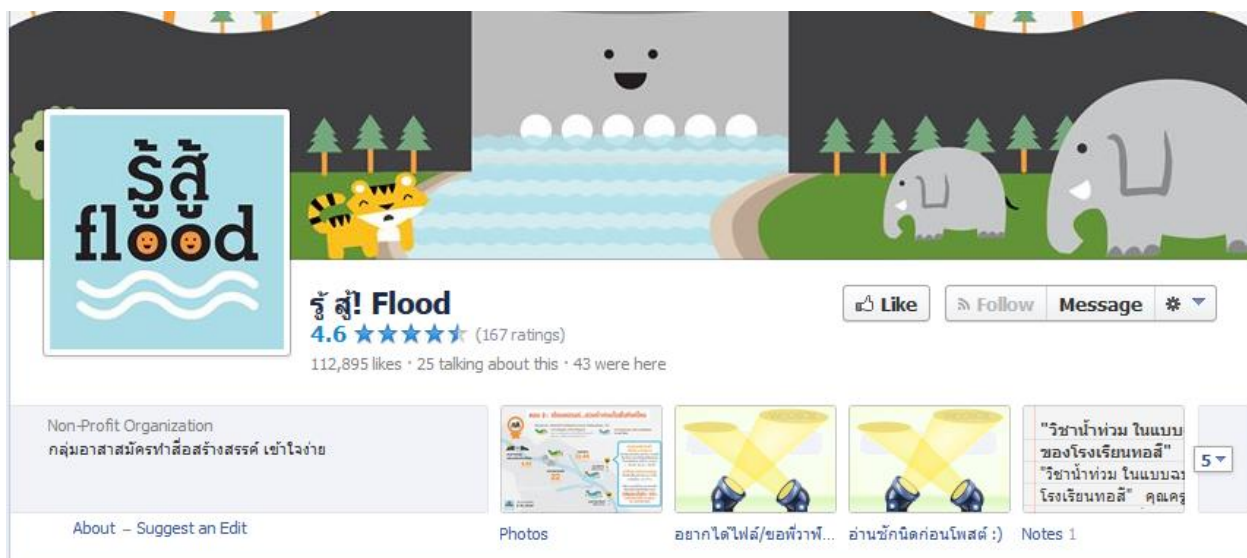 รู้สู้
flood
รู้ สู้! Flood
Like
Follow
Message
4.6 (167 ratings)
112,895 likes · 25 talking about this · 43 were here
Non-Profit Organization
กลุ่มอาสาสมัครทำสื่อสร้างสรรค์ เข้าใจง่าย
"วิชาน้ำท่วม ในแบบ
ของโรงเรียนทอสี"
"วิชาน้ำท่วม ในแบบฉ
โรงเรียนทอสี" คุณครู
5
About – Suggest an Edit
Photos
อยากได้ไฟล์/ขอพี่วาฬ...
อ่านซักนิดก่อนโพสต์ :)
Notes 1